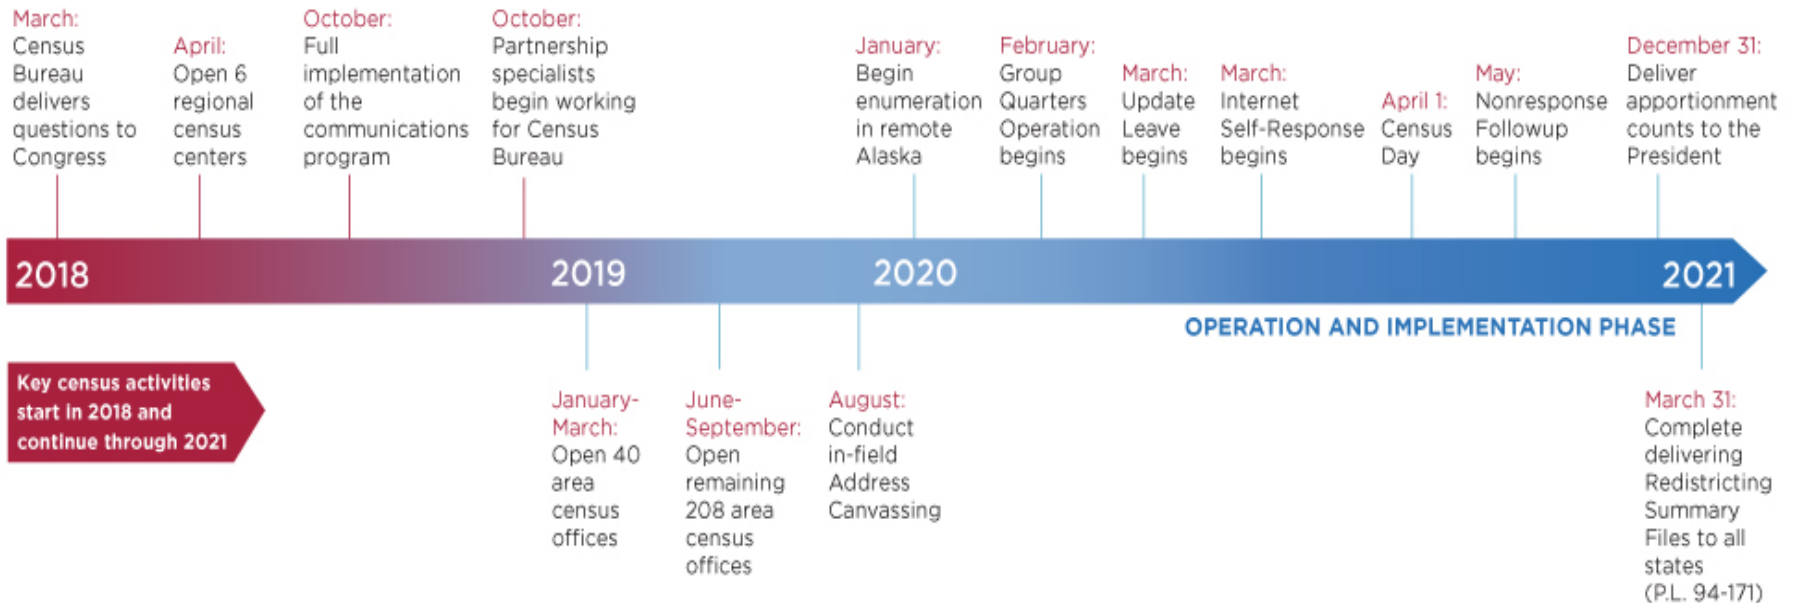 March:
Census
Bureau
delivers
questions to
Congress
April:
Open 6
regional
census
centers
October:
Full
implementation
of the
communications
program
October:
Partnership
specialists
begin working
for Census
Bureau
January:
Begin
enumeration
in remote
Alaska
February:
Group
Quarters
Operation
begins
March:
Update
Leave
begins
March:
Internet
Self-Response
begins
April 1:
Census
Day
May:
Nonresponse
Followup
begins
December 31:
Deliver
apportionment
counts to the
President
2018
2019
2020
2021
OPERATION AND IMPLEMENTATION PHASE
Key census activities
start in 2018 and
continue through 2021
January-
March:
Open 40
area
census
offices
June-
September:
Open
remaining
208 area
census
offices
August:
Conduct
in-field
Address
Canvassing
March 31:
Complete
delivering
Redistricting
Summary
Files to all
states
(P.L. 94-171)